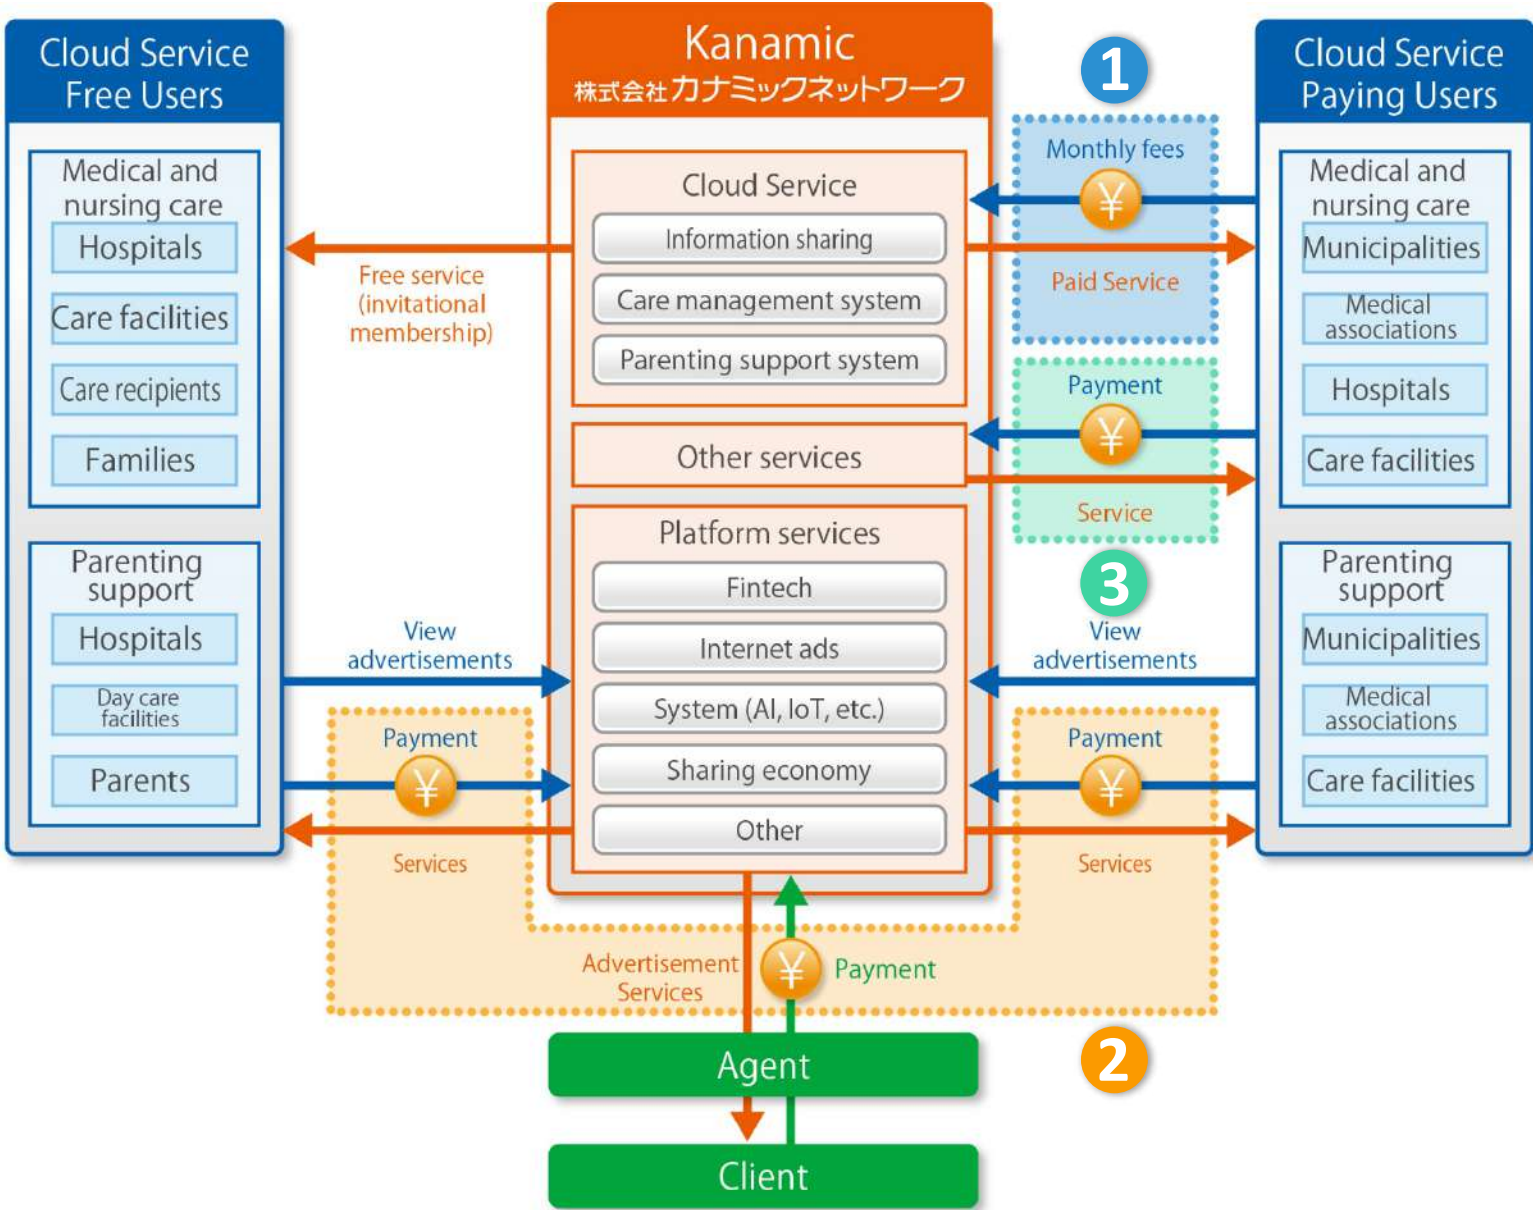 Cloud Service
Free Users
Medical and
nursing care
Hospitals
Care facilities
Care recipients
Families
Parenting
support
Hospitals
Day care
facilities
Parents
Free service
(invitational
membership)
View
advertisements
Payment
¥
Services
Kanamic
株式会社カナミックネットワーク
Cloud Service
Information sharing
Care management system
Parenting support system
Other services
Platform services
Fintech
Internet ads
System (AI, IoT, etc.)
Sharing economy
Other
1
Monthly fees
¥
Paid Service
Payment
¥
Service
3
View
advertisements
Payment
¥
Services
Cloud Service
Paying Users
Medical and
nursing care
Municipalities
Medical
associations
Hospitals
Care facilities
Parenting
support
Municipalities
Medical
associations
Care facilities
Advertisement
Services
¥
Payment
2
Agent
Client